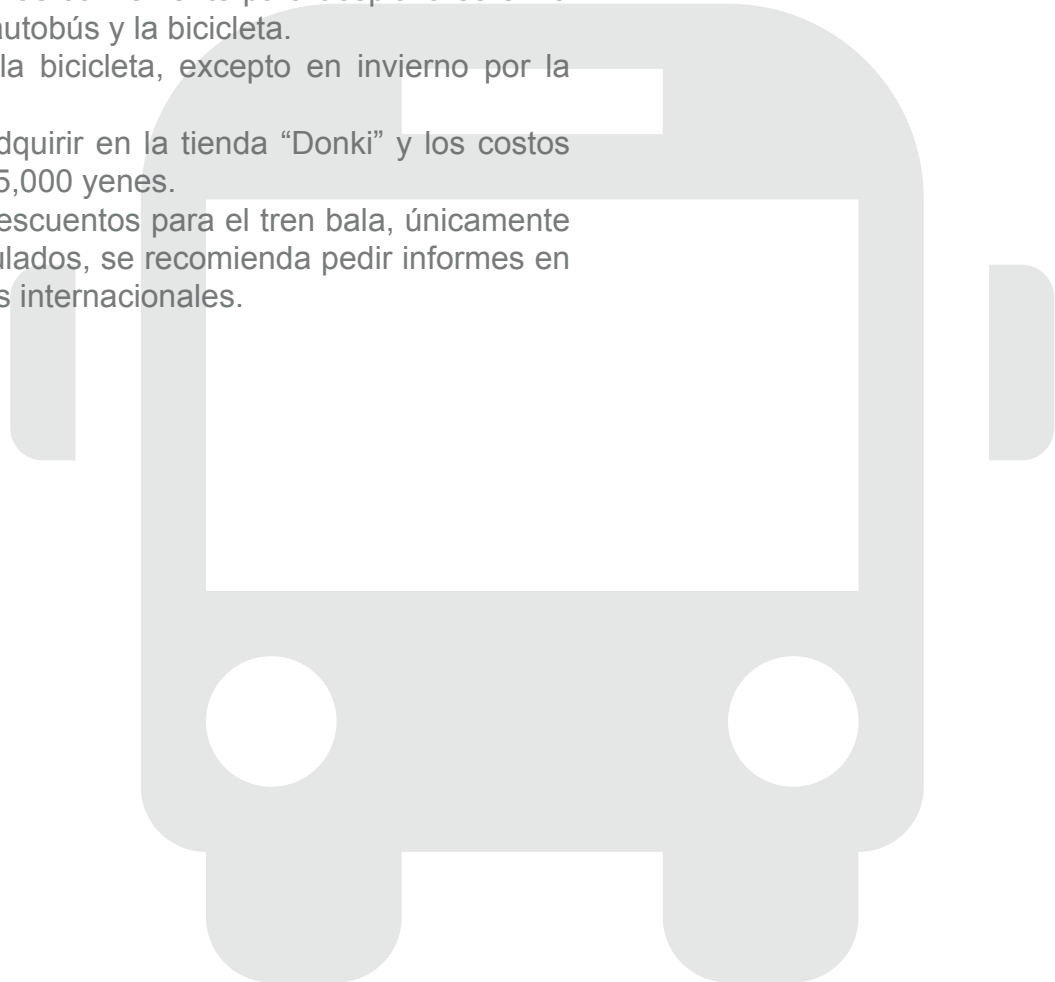 autobús y la bicicleta.
la bicicleta, excepto en invierno por la
dquirir en la tienda “Donki” y los costos
5,000 yenes.
escuentos para el tren bala, únicamente
ulados, se recomienda pedir informes en
s internacionales.